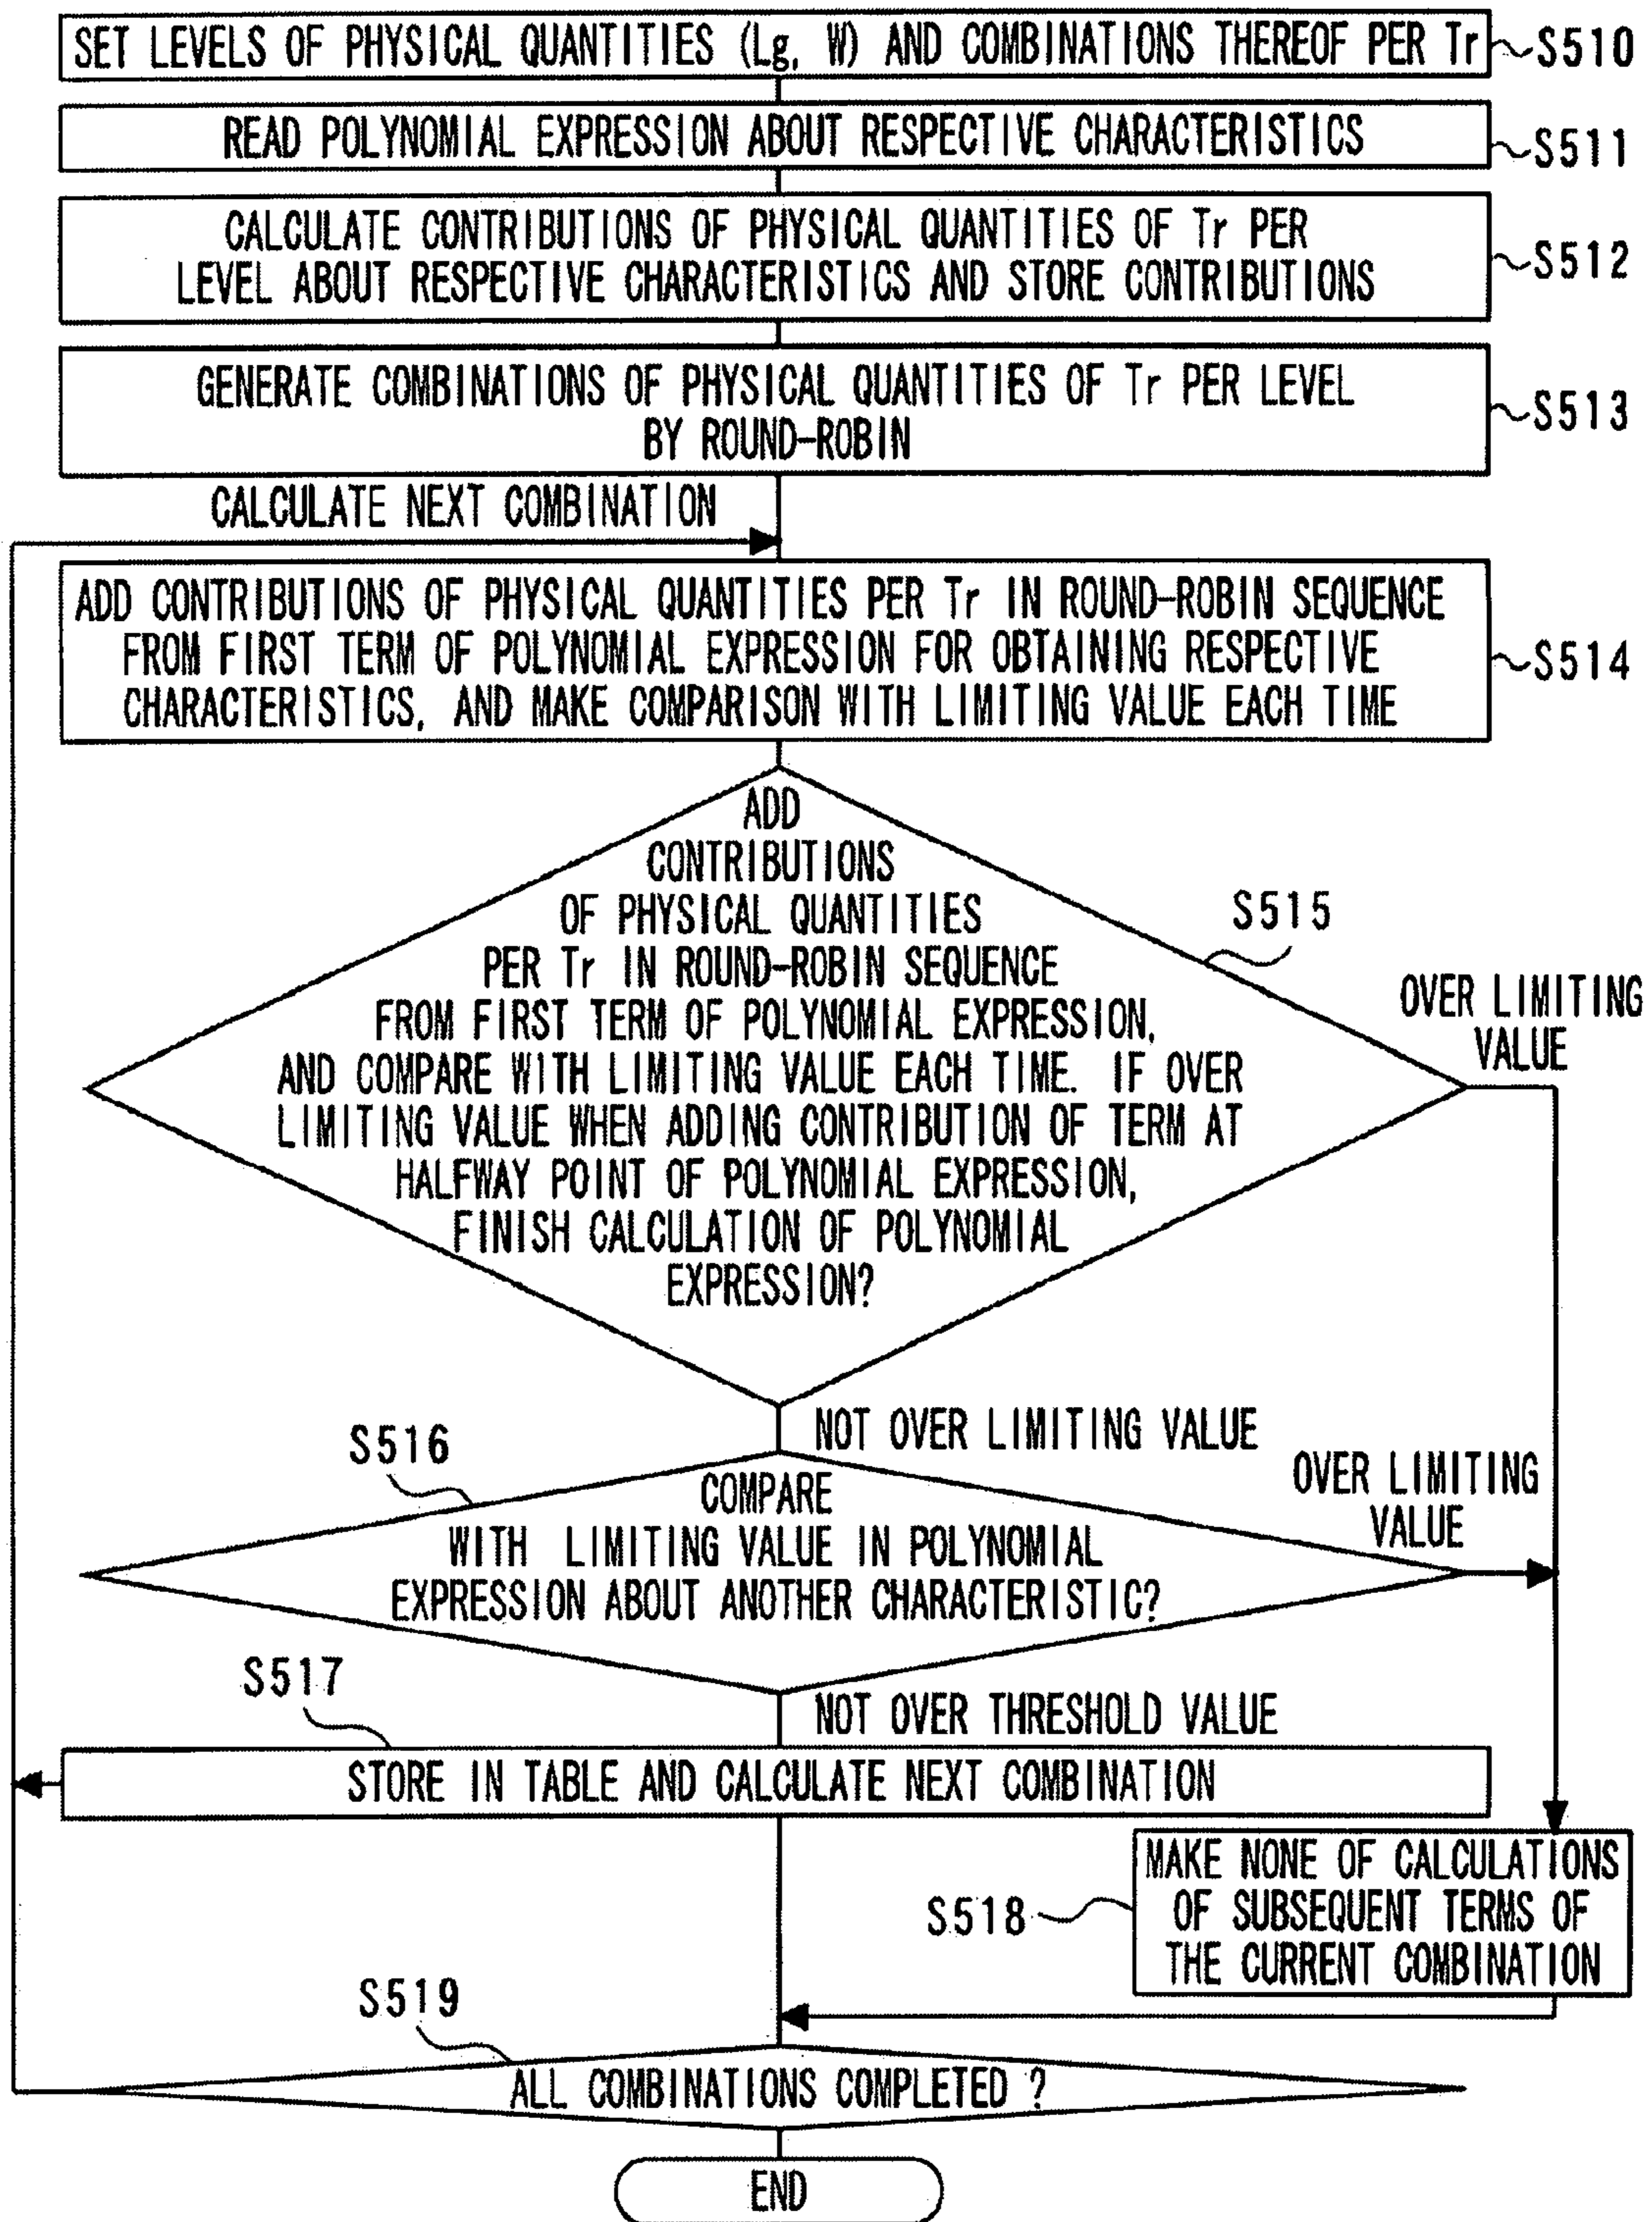 SET LEVELS OF PHYSICAL QUANTITIES (Lg, W) AND COMBINATIONS THEREOF PER Tr
S510
READ POLYNOMIAL EXPRESSION ABOUT RESPECTIVE CHARACTERISTICS
S511
CALCULATE CONTRIBUTIONS OF PHYSICAL QUANTITIES OF Tr PER
LEVEL ABOUT RESPECTIVE CHARACTERISTICS AND STORE CONTRIBUTIONS
S512
GENERATE COMBINATIONS OF PHYSICAL QUANTITIES OF Tr PER LEVEL
BY ROUND-ROBIN
S513
CALCULATE NEXT COMBINATION
ADD CONTRIBUTIONS OF PHYSICAL QUANTITIES PER Tr IN ROUND-ROBIN SEQUENCE
FROM FIRST TERM OF POLYNOMIAL EXPRESSION FOR OBTAINING RESPECTIVE
CHARACTERISTICS, AND MAKE COMPARISON WITH LIMITING VALUE EACH TIME
S514
ADD
CONTRIBUTIONS
OF PHYSICAL QUANTITIES
PER Tr IN ROUND-ROBIN SEQUENCE
FROM FIRST TERM OF POLYNOMIAL EXPRESSION,
AND COMPARE WITH LIMITING VALUE EACH TIME. IF OVER
LIMITING VALUE WHEN ADDING CONTRIBUTION OF TERM AT
HALFWAY POINT OF POLYNOMIAL EXPRESSION,
FINISH CALCULATION OF POLYNOMIAL
EXPRESSION?
S515
OVER LIMITING
VALUE
NOT OVER LIMITING VALUE
S516
COMPARE
WITH LIMITING VALUE IN POLYNOMIAL
EXPRESSION ABOUT ANOTHER CHARACTERISTIC?
OVER LIMITING
VALUE
NOT OVER THRESHOLD VALUE
S517
STORE IN TABLE AND CALCULATE NEXT COMBINATION
MAKE NONE OF CALCULATIONS
OF SUBSEQUENT TERMS OF
THE CURRENT COMBINATION
S518
S519
ALL COMBINATIONS COMPLETED ?
END